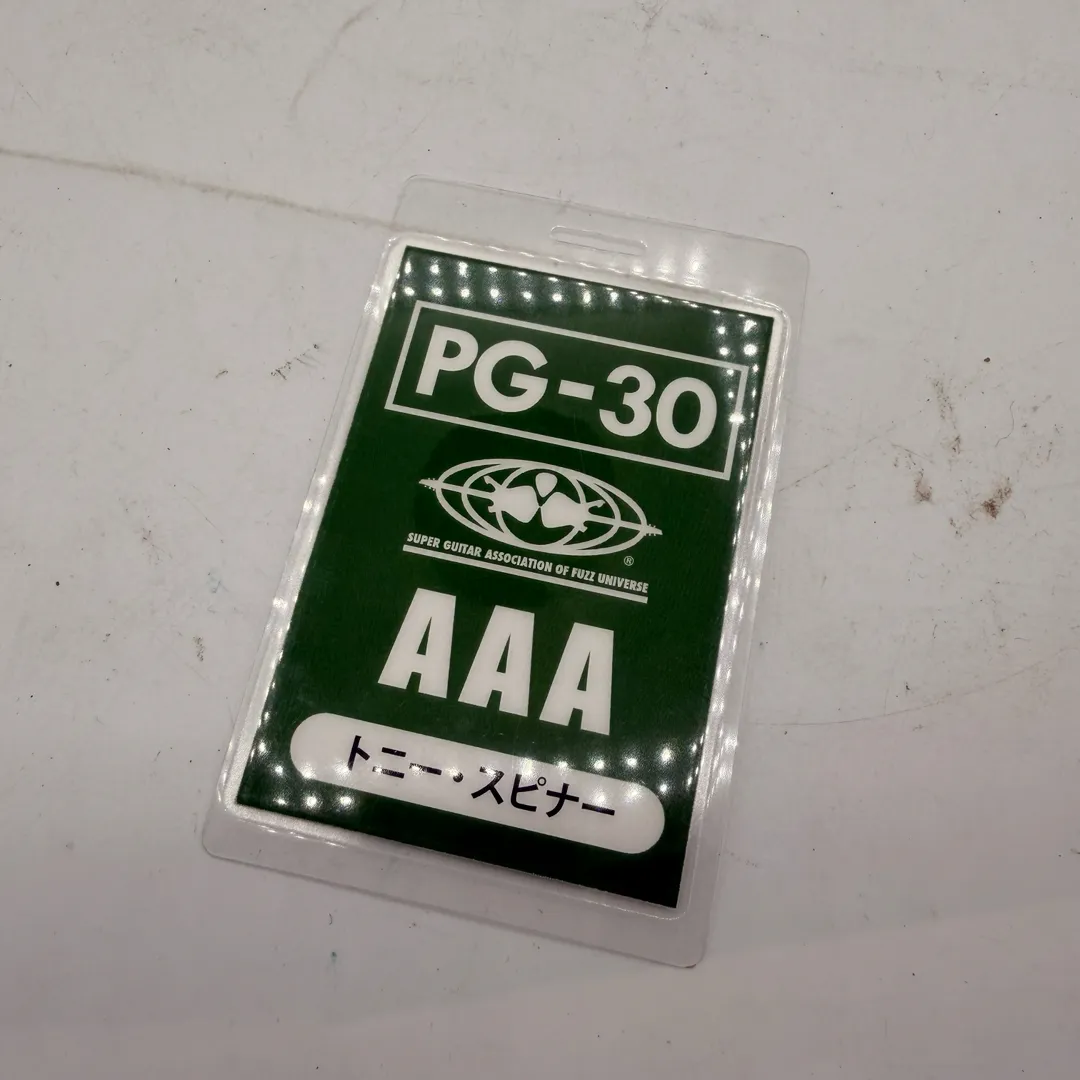 PG-30
®
SUPER GUITAR ASSOCIATION OF FUZZ UNIVERSE
AAA
トニー・スピナー